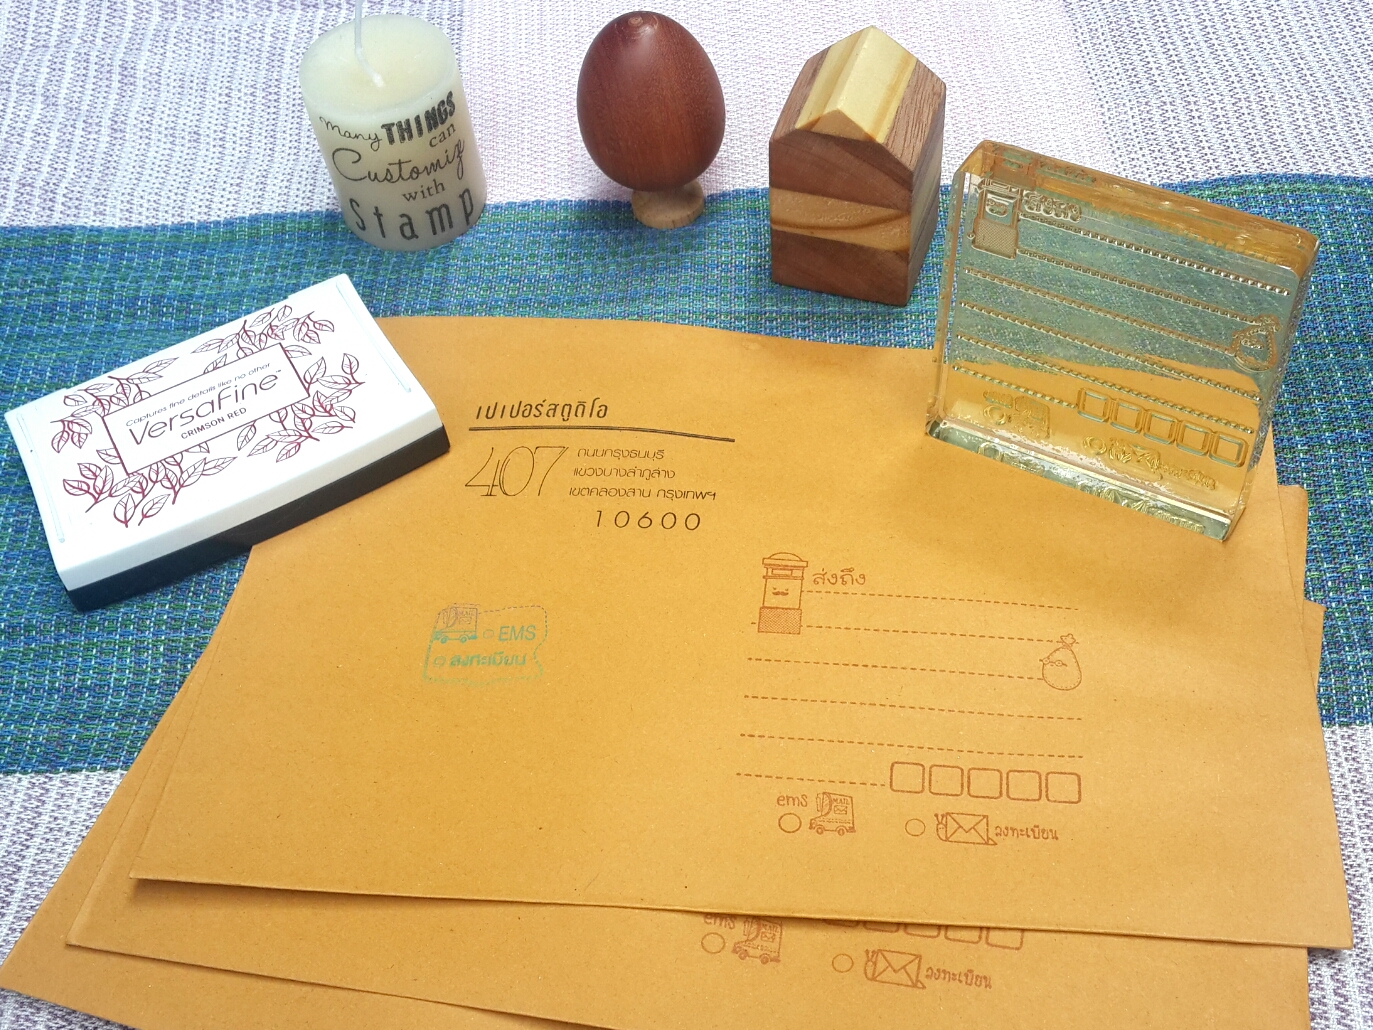 Many THINGS
can
Customiz
with
Stamp
Captures fine details like no other
VersaFine™
CRIMSON RED
เปเปอร์สตูดิโอ
407 ถนนกรุงธนบุรี
แขวงบางลำภูล่าง
เขตคลองสาน กรุงเทพฯ
10600
MAIL
EMS
ลงทะเบียน
ส่งถึง
ems MAIL
ลงทะเบียน
ems
ลงทะเบียน